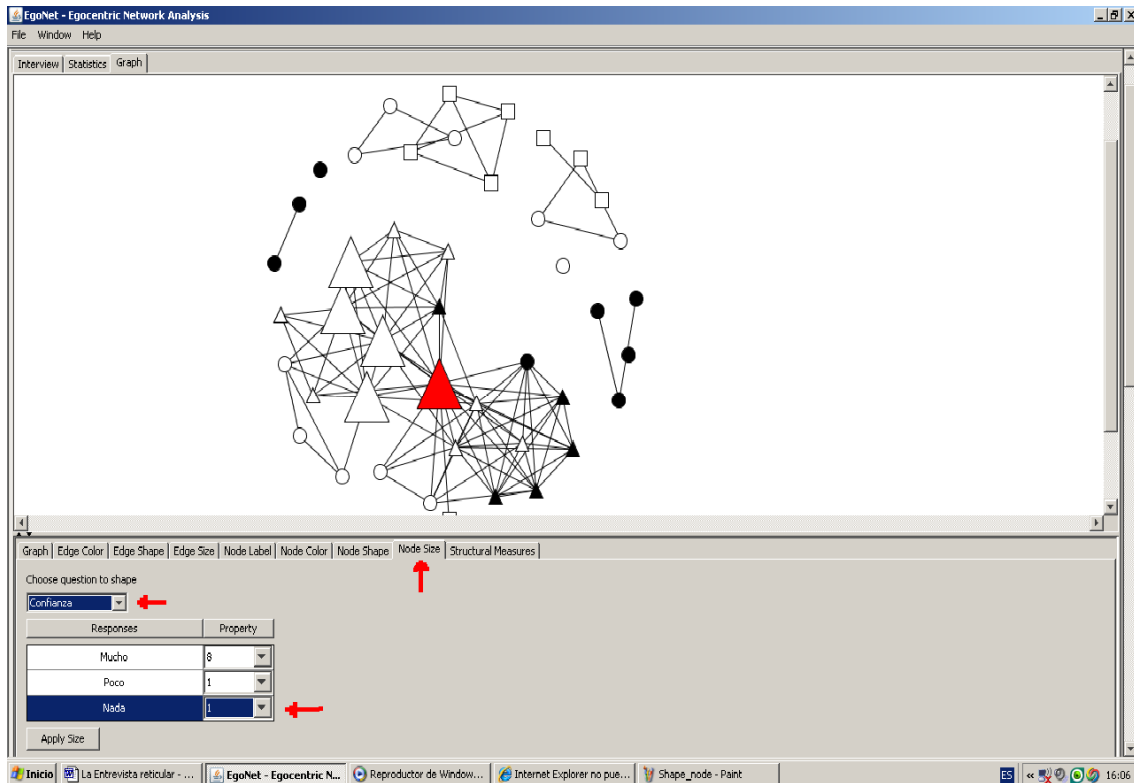 EgoNet - Egocentric Network Analysis
File Window Help
Interview Statistics Graph
Graph Edge Color Edge Shape Edge Size Node Label Node Color Node Shape Node Size Structural Measures
Choose question to shape
Confianza
Responses Property
Mucho 8
Poco 1
Nada 1
Apply Size
Inicio La Entrevista reticular - ... EgoNet - Egocentric N... Reproductor de Window... Internet Explorer no pue... Shape_node - Paint ES « 16:06